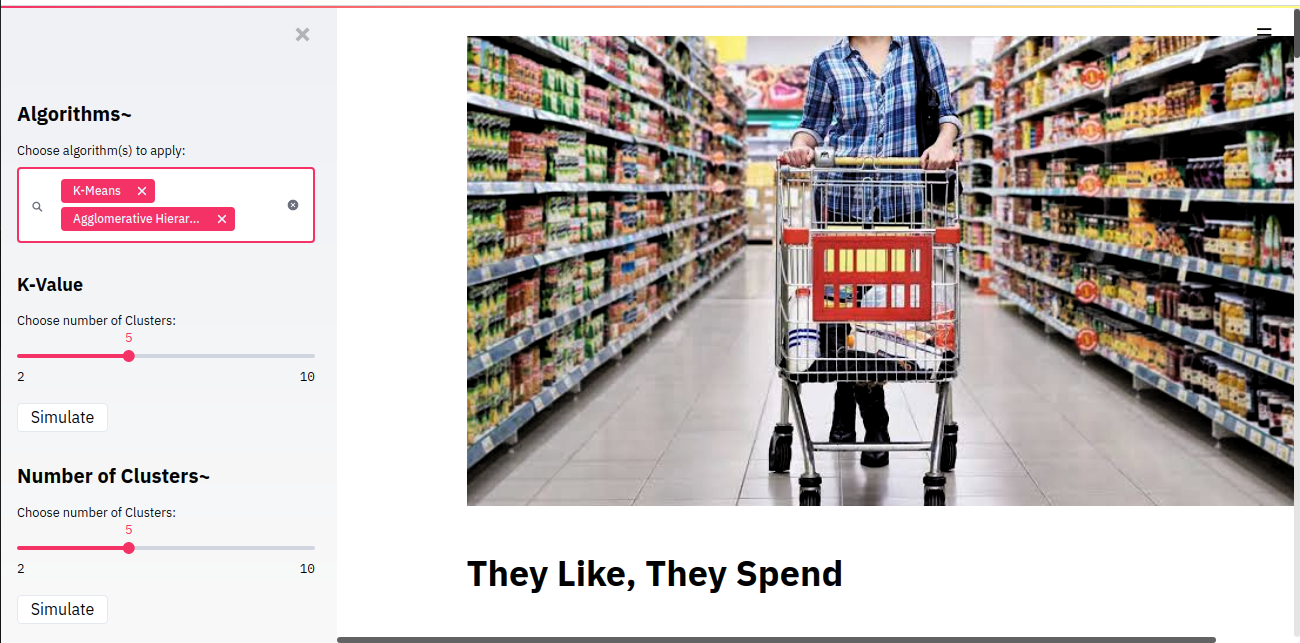 Algorithms~
Choose algorithm(s) to apply:
K-Means
Agglomerative Hierar...
K-Value
Choose number of Clusters:
5
2 10
Simulate
Number of Clusters~
Choose number of Clusters:
5
2 10
Simulate
They Like, They Spend